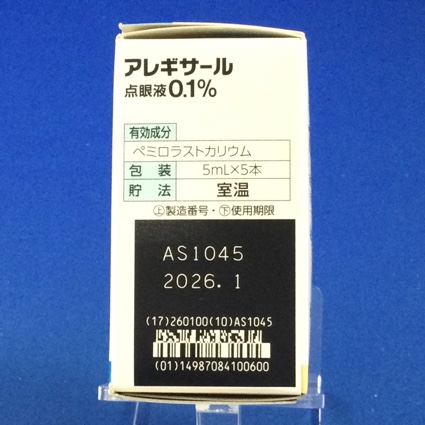 アレギサール
点眼液0.1%
有効成分
ペミロラストカリウム
包装 5mL×5本
貯法 室温
㊤製造番号・㊦使用期限
AS1045
2026.1
(17)260100(10)AS1045
(01)14987084100600